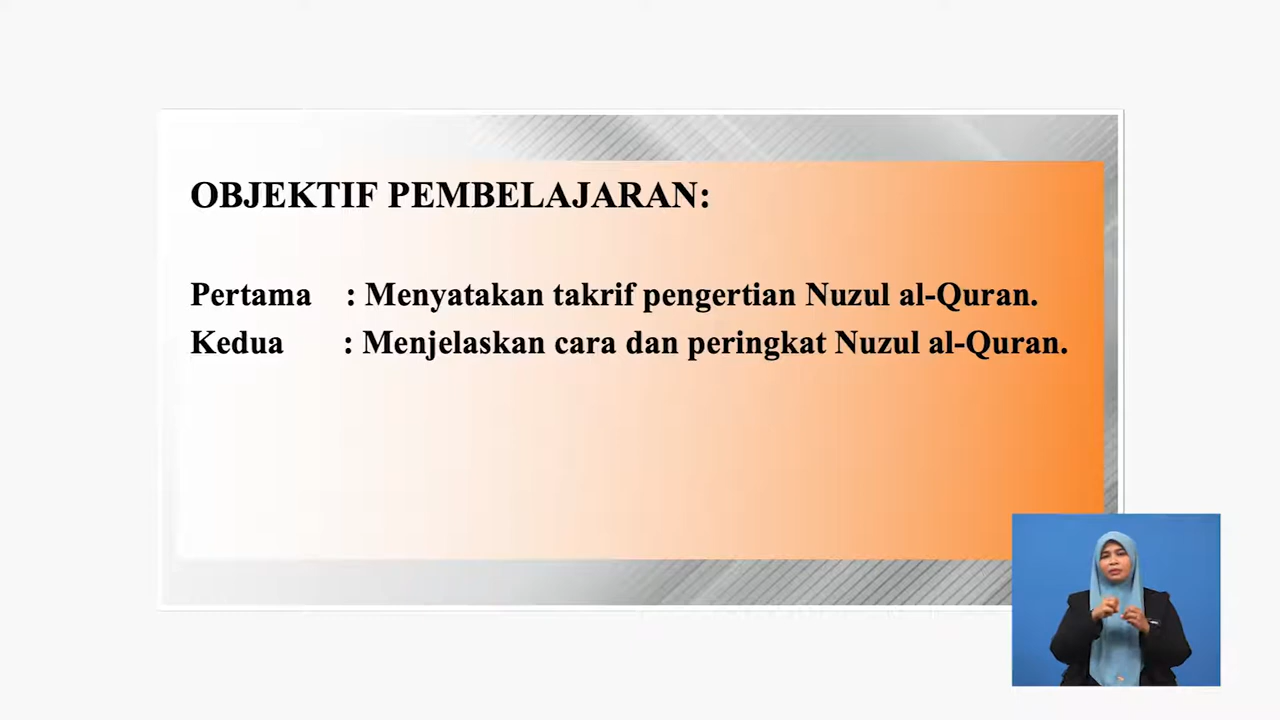 OBJEKTIF PEMBELAJARAN:
Pertama : Menyatakan takrif pengertian Nuzul al-Quran.
Kedua : Menjelaskan cara dan peringkat Nuzul al-Quran.